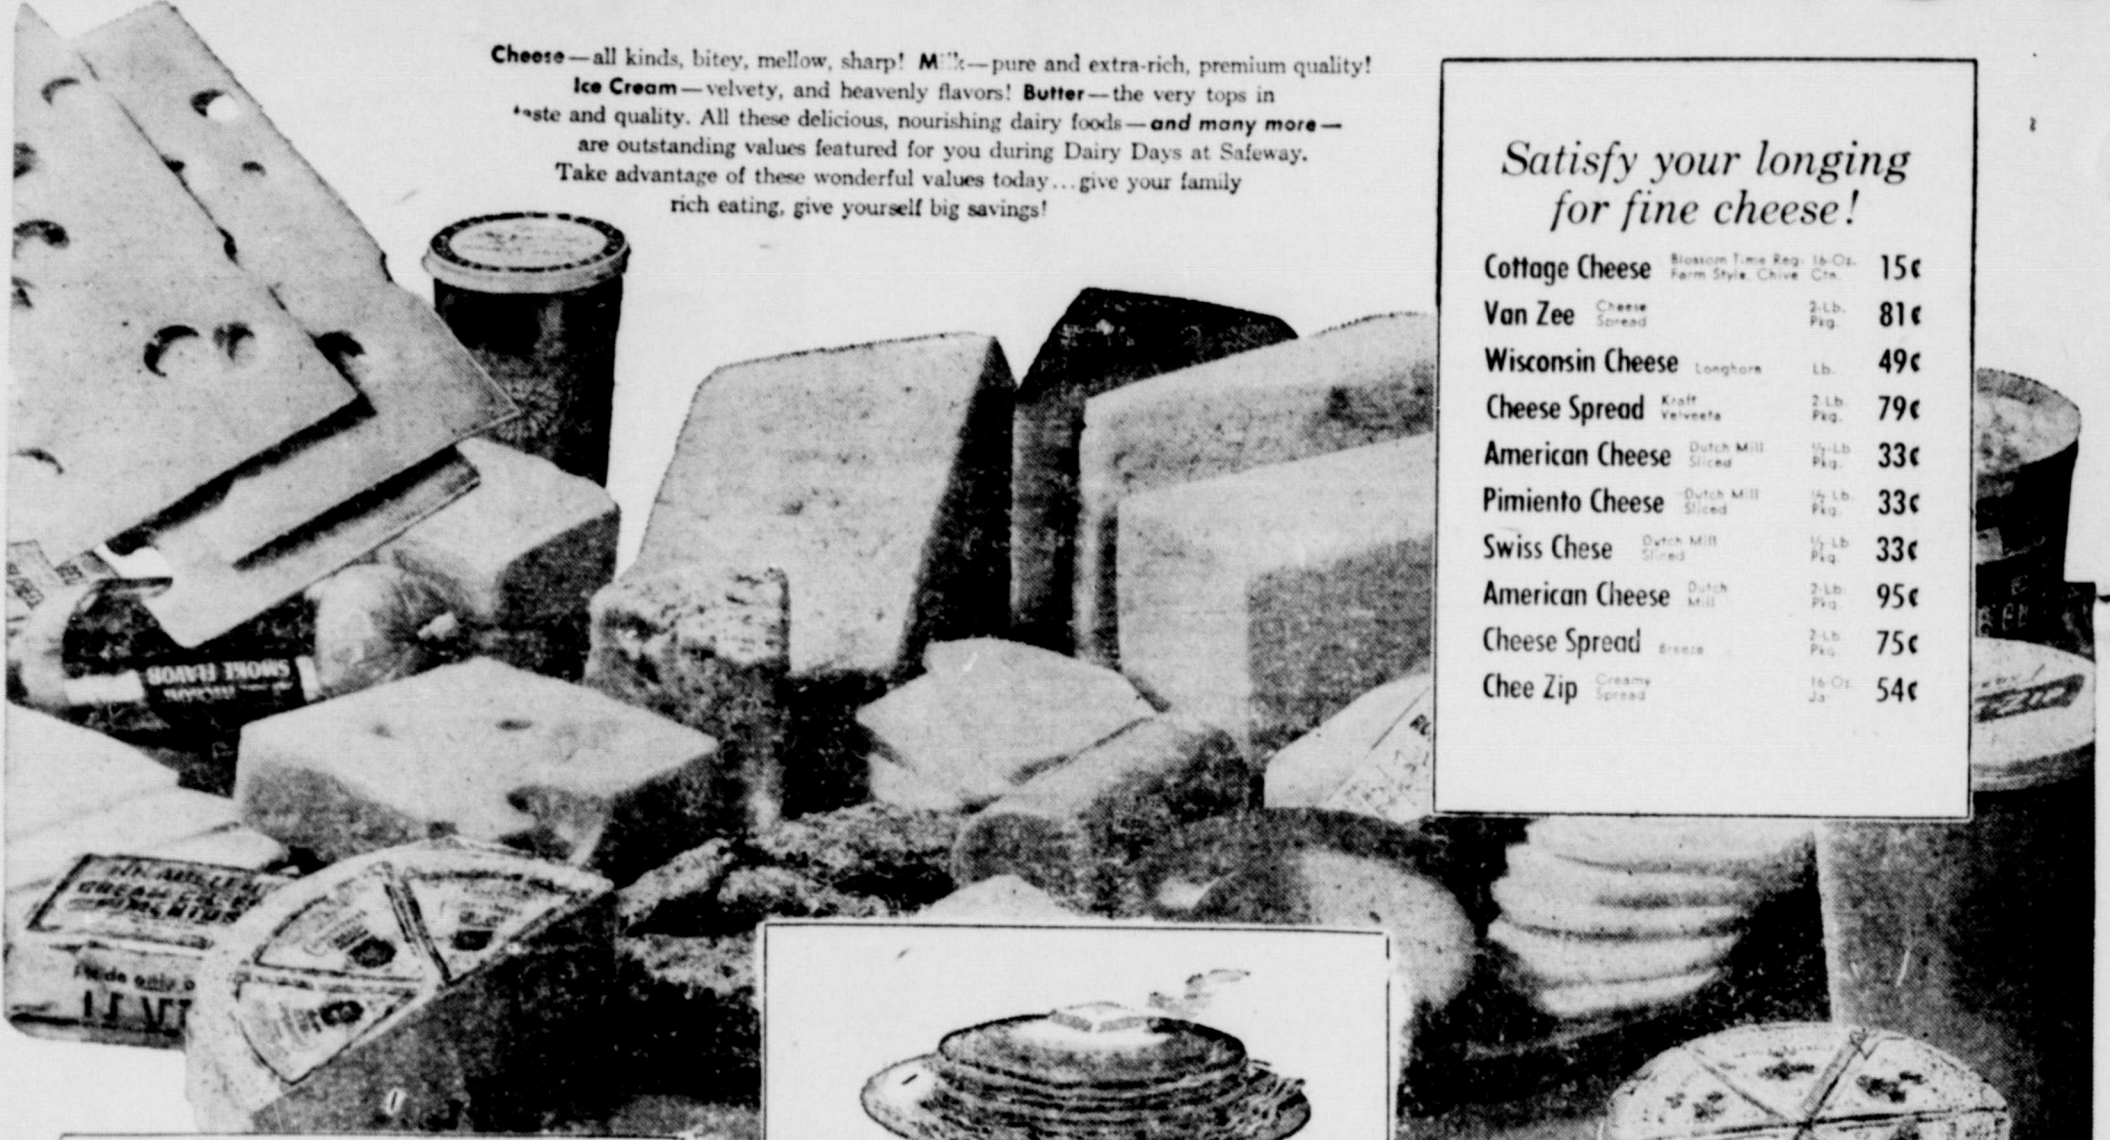 Cheese—all kinds, bitey, mellow, sharp! Milk—pure and extra-rich, premium quality!
Ice Cream—velvety, and heavenly flavors! Butter—the very tops in
taste and quality. All these delicious, nourishing dairy foods—and many more—
are outstanding values featured for you during Dairy Days at Safeway.
Take advantage of these wonderful values today...give your family
rich eating, give yourself big savings!
Satisfy your longing
for fine cheese!
Cottage Cheese Blossom Time Reg. Farm Style, Chive 16-Oz. Ctn. 15¢
Van Zee Cheese Spread 2-Lb. Pkg. 81¢
Wisconsin Cheese Longhorn Lb. 49¢
Cheese Spread Kraft Velveeta 2-Lb. Pkg. 79¢
American Cheese Dutch Mill Sliced ½-Lb. Pkg. 33¢
Pimiento Cheese Dutch Mill Sliced ½-Lb. Pkg. 33¢
Swiss Chese Dutch Mill Sliced ½-Lb. Pkg. 33¢
American Cheese Dutch Mill 2-Lb. Pkg. 95¢
Cheese Spread Breeze 2-Lb. Pkg. 75¢
Chee Zip Creamy Spread 16-Oz. Jar 54¢
SMOKE FLAVOR